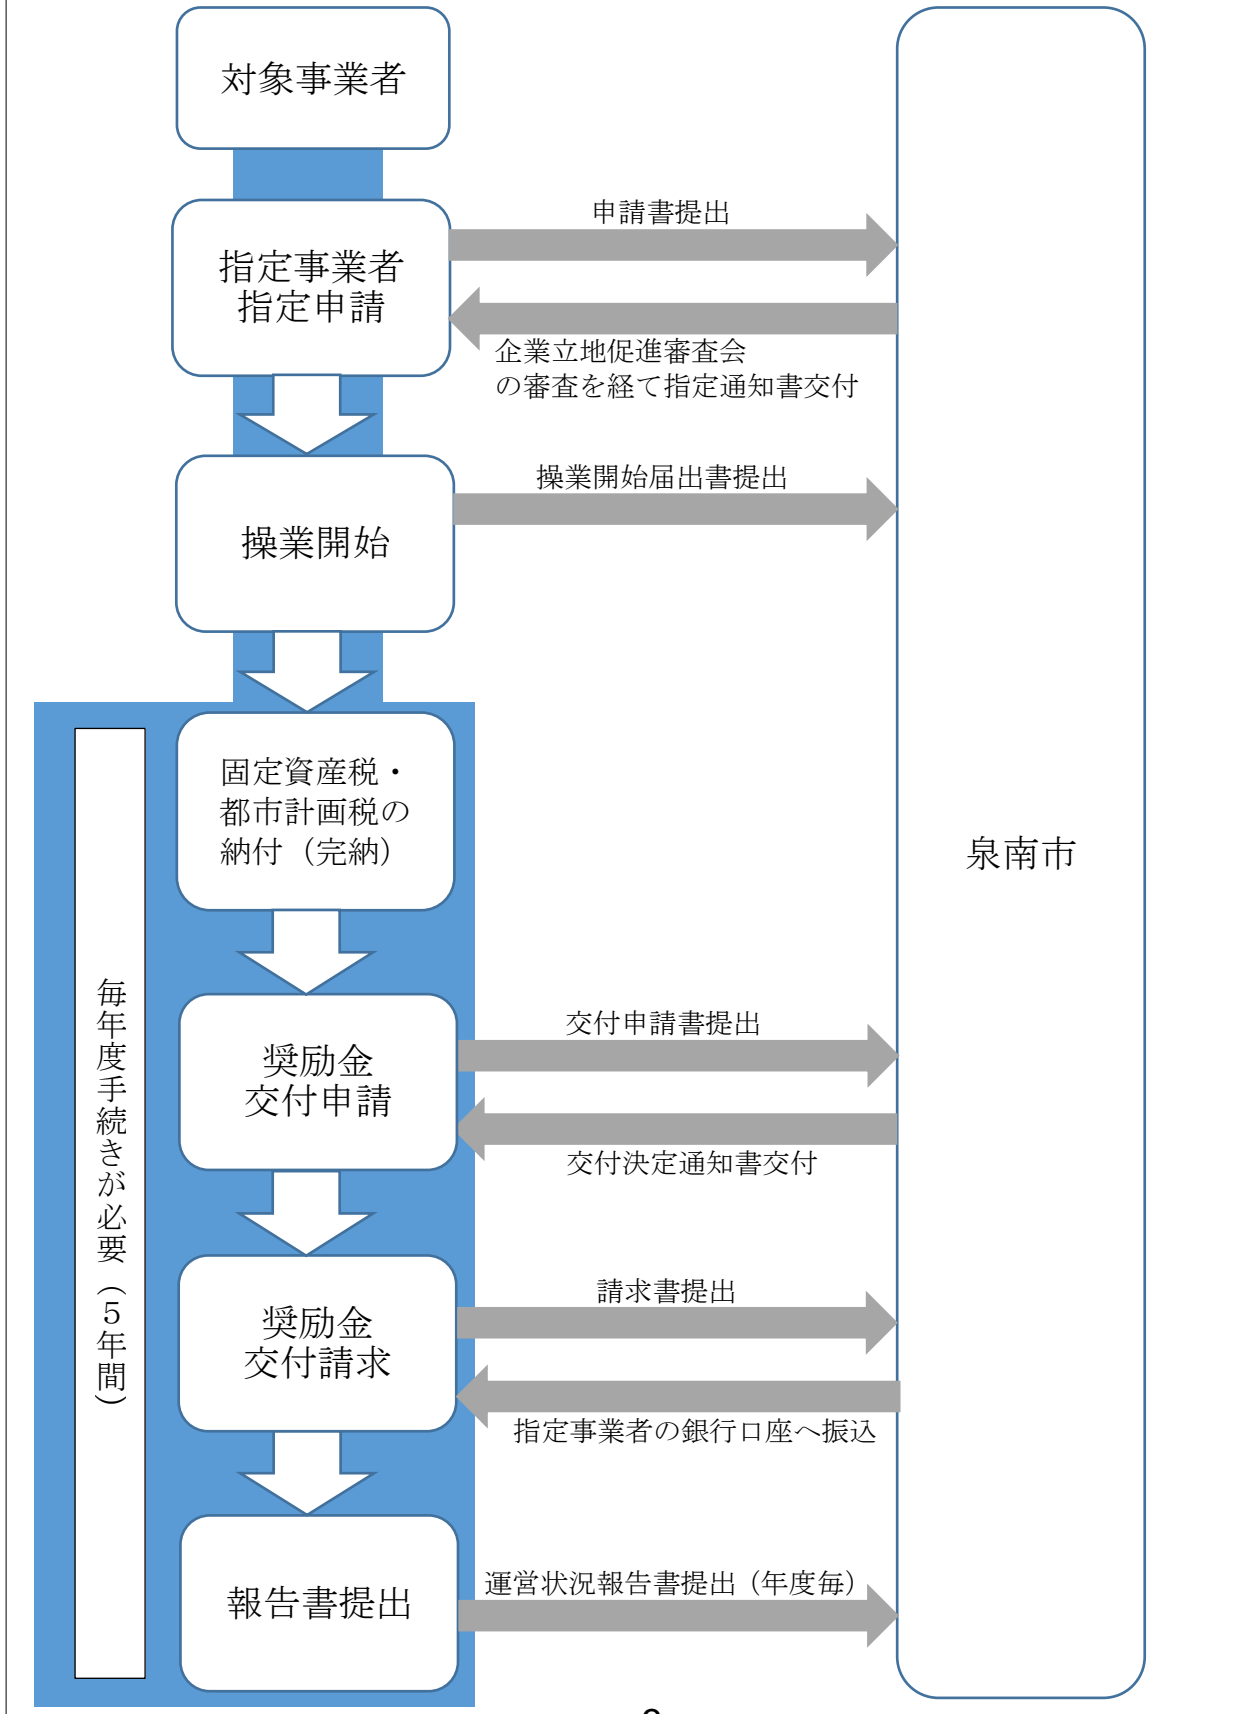 対象事業者
申請書提出
指定事業者
指定申請
企業立地促進審査会
の審査を経て指定通知書交付
操業開始届出書提出
操業開始
固定資産税・
都市計画税の
納付（完納）
泉南市
毎年度手続きが必要（５年間）
交付申請書提出
奨励金
交付申請
交付決定通知書交付
請求書提出
奨励金
交付請求
指定事業者の銀行口座へ振込
運営状況報告書提出（年度毎）
報告書提出